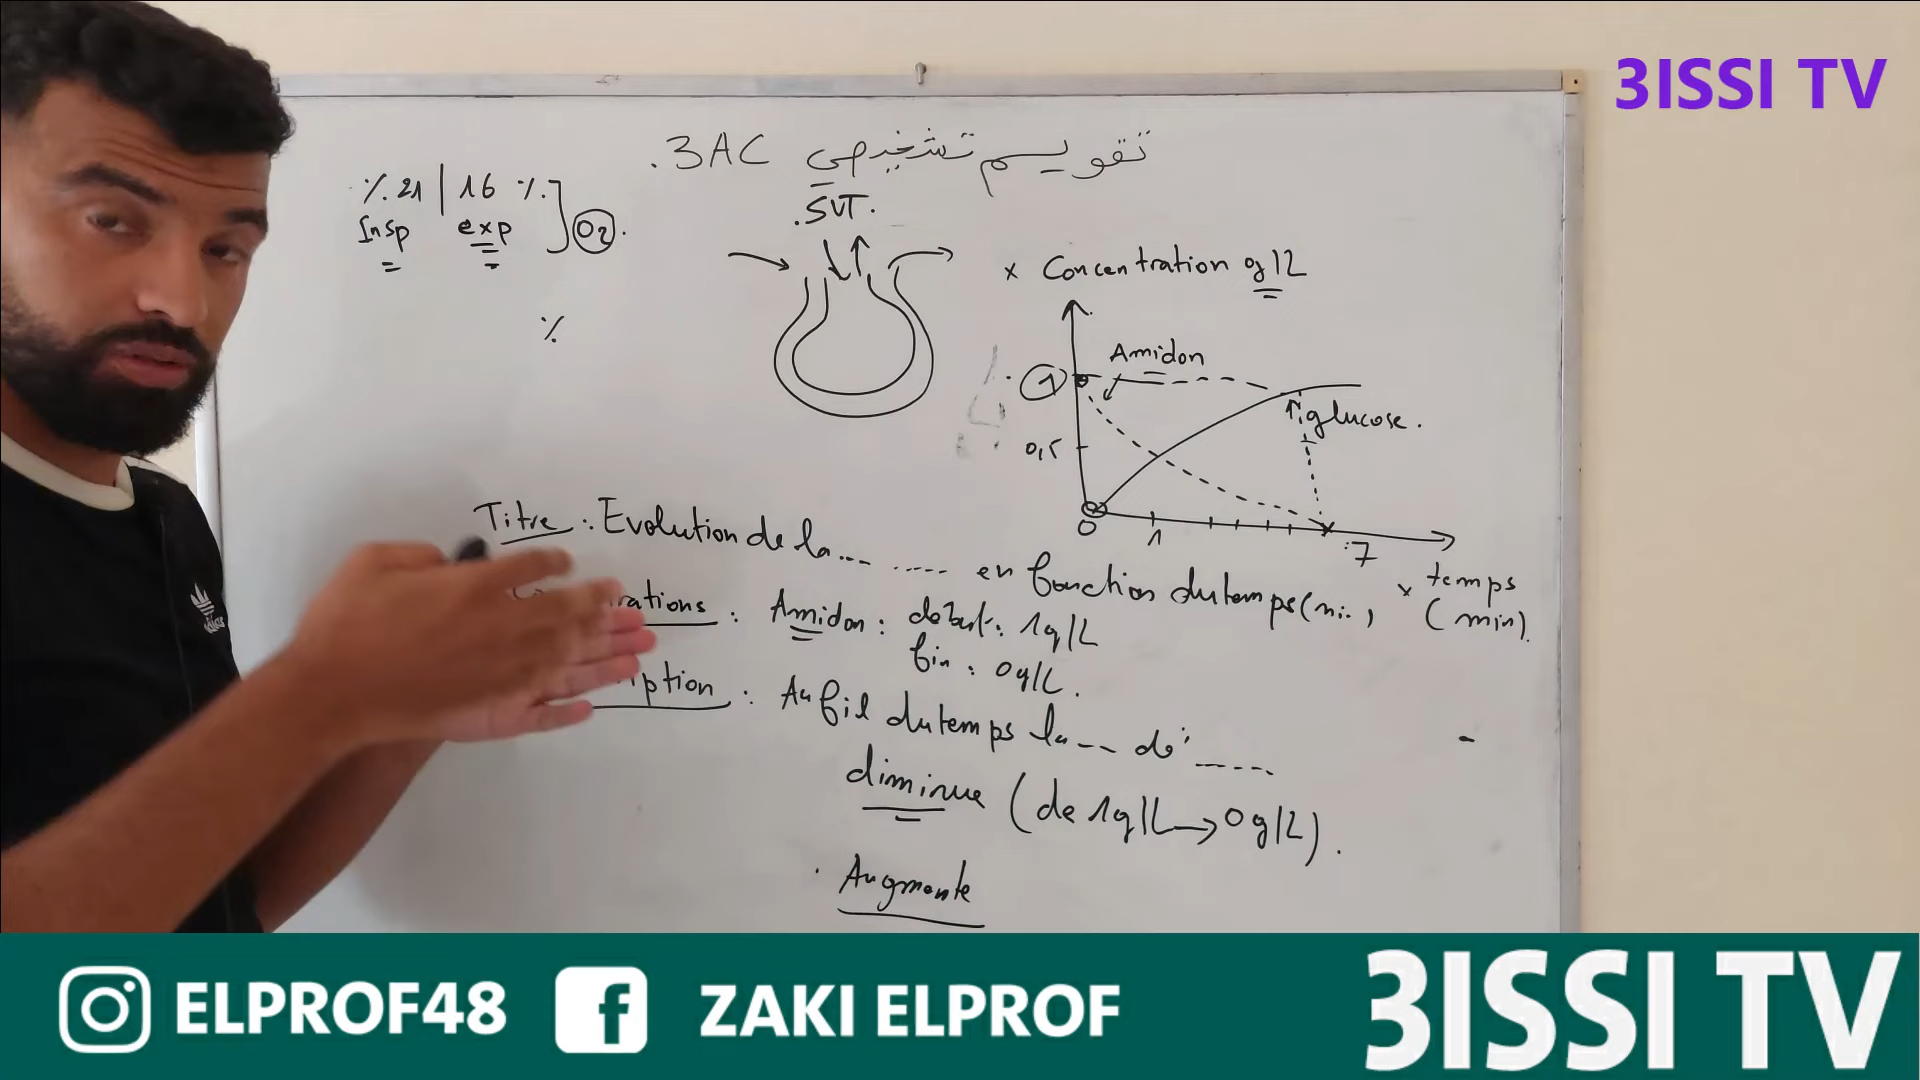 3ISSI TV
تقويم تشخيصي 3AC.
.SVT.
٪21 | 16 ٪
Insp exp O2.
٪
× Concentration g/L
Amidon
1
glucose.
0,5
0
1
7
× temps
(min).
Titre : Evolution de la ... .... en fonction du temps (min)
rations : Amidon : début : 1g/L
fin : 0g/L.
iption : Au fil du temps la --- de : -----
diminue (de 1g/L → 0g/L).
. Augmente
ELPROF48
f ZAKI ELPROF
3ISSI TV